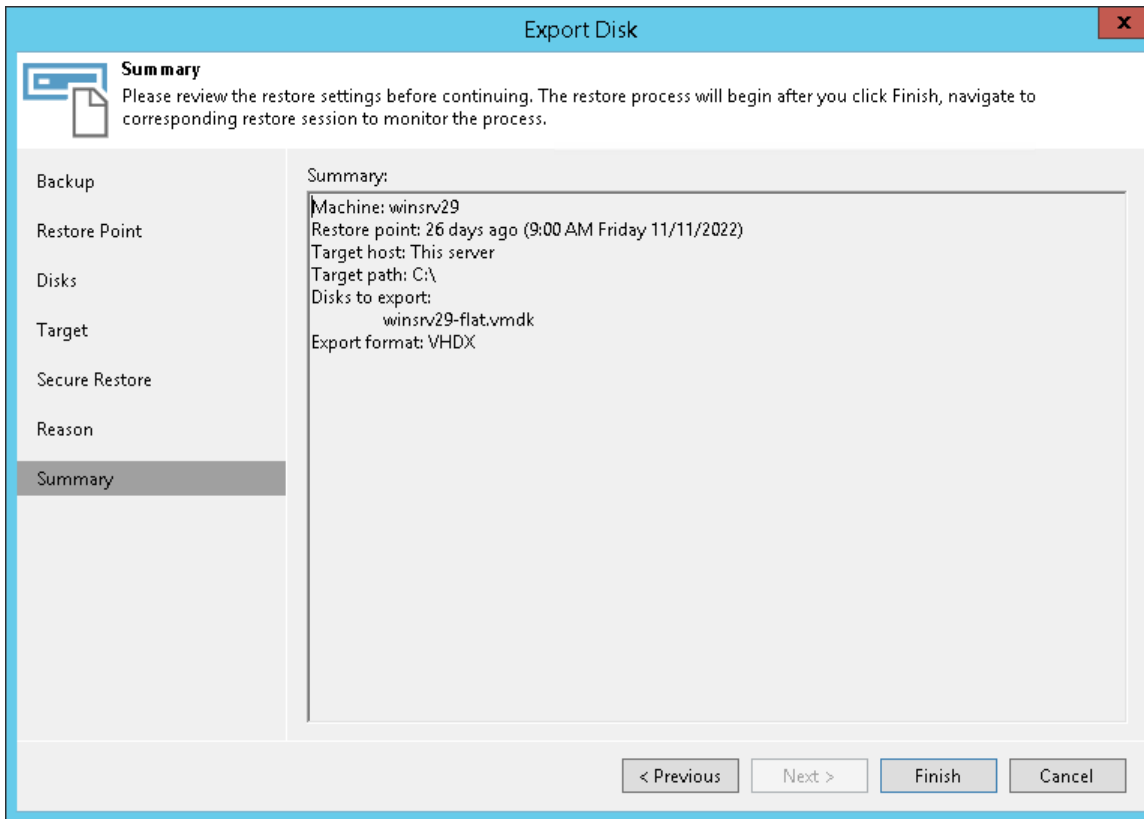 Export Disk
x
Summary
Please review the restore settings before continuing. The restore process will begin after you click Finish, navigate to
corresponding restore session to monitor the process.
Backup
Restore Point
Disks
Target
Secure Restore
Reason
Summary
Summary:
Machine: winsrv29
Restore point: 26 days ago (9:00 AM Friday 11/11/2022)
Target host: This server
Target path: C:\
Disks to export:
winsrv29-flat.vmdk
Export format: VHDX
< Previous
Next >
Finish
Cancel